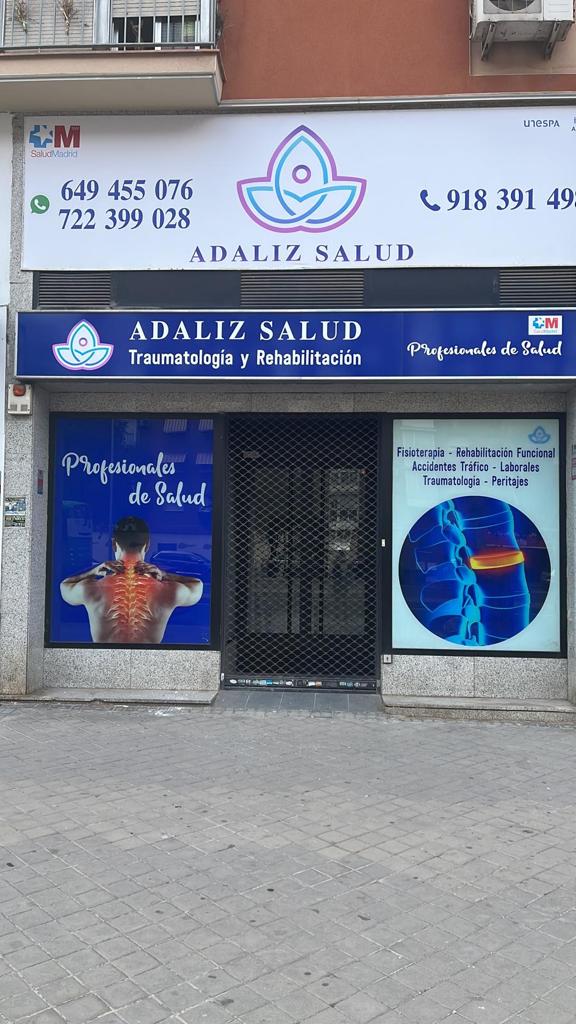 M
SaludMadrid
649 455 076
722 399 028
ADALIZ SALUD
unespa
918 391 49
ADALIZ SALUD
Traumatología y Rehabilitación
Profesionales de Salud
M
Profesionales
de Salud
Fisioterapia - Rehabilitación Funcional
Accidentes Tráfico - Laborales
Traumatología - Peritajes